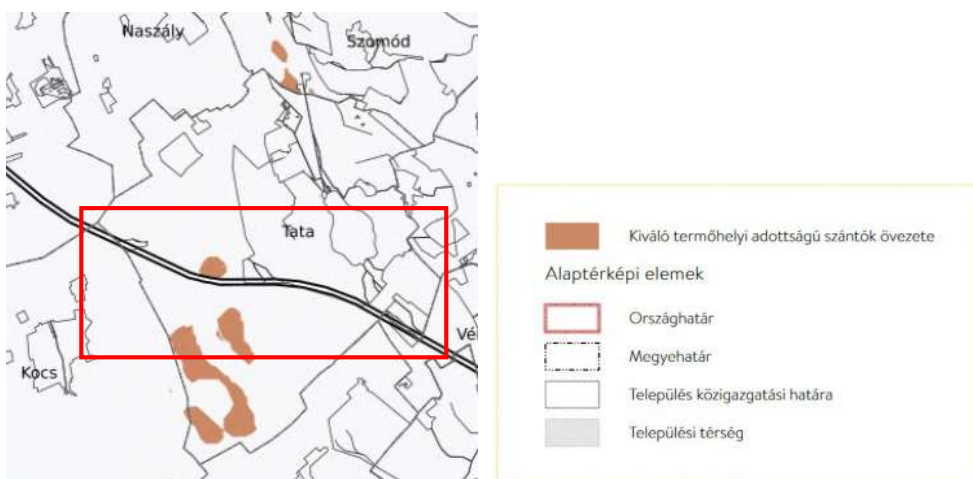 Naszály
Szomód
Tata
Kocs
Vé
Kiváló termőhelyi adottságú szántók övezete
Alaptérképi elemek
Országhatár
Megyehatár
Település közigazgatási határa
Települési térség